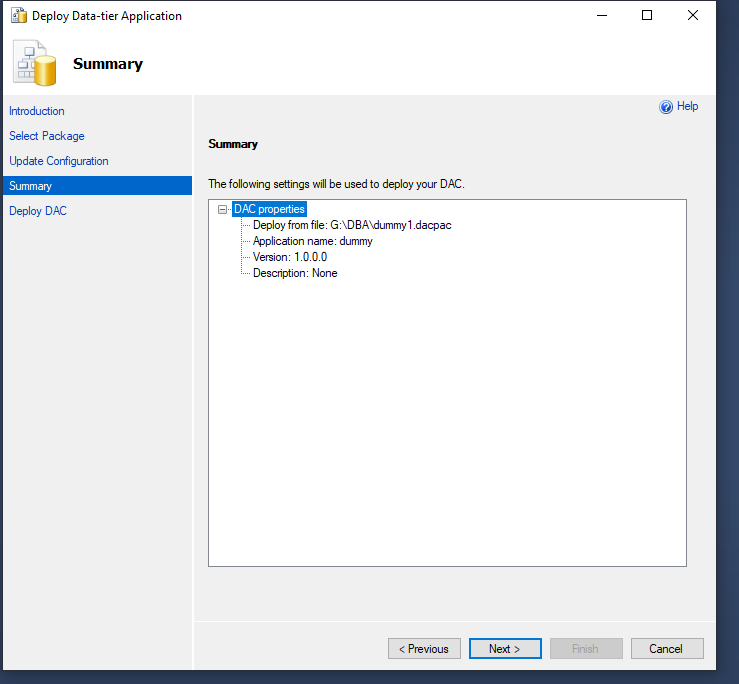 Deploy Data-tier Application
Summary
Introduction
Select Package
Update Configuration
Summary
Deploy DAC
Help
Summary
The following settings will be used to deploy your DAC.
DAC properties
Deploy from file: G:\DBA\dummy1.dacpac
Application name: dummy
Version: 1.0.0.0
Description: None
< Previous
Next >
Finish
Cancel